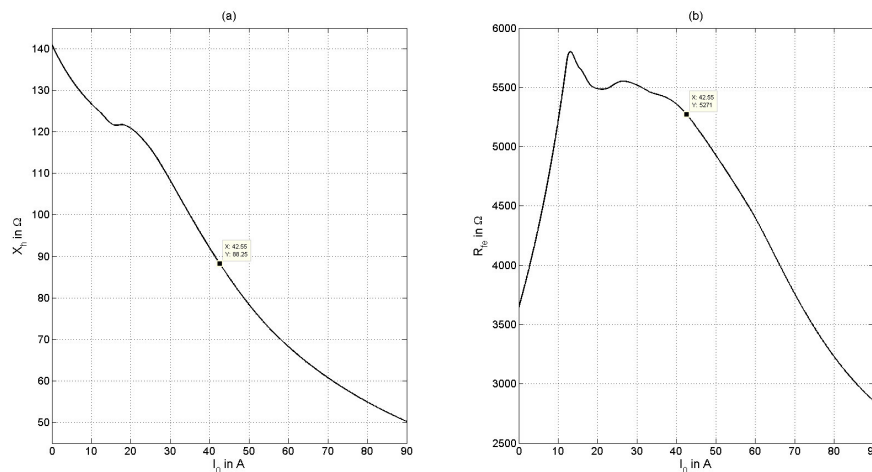 (a)
140
130
120
110
100
90
80
70
60
50
X: 42.55
Y: 88.25
X_h in Ω
0 10 20 30 40 50 60 70 80 90
I_0 in A
(b)
6000
5500
5000
4500
4000
3500
3000
2500
X: 42.55
Y: 5271
R_fe in Ω
0 10 20 30 40 50 60 70 80 90
I_0 in A